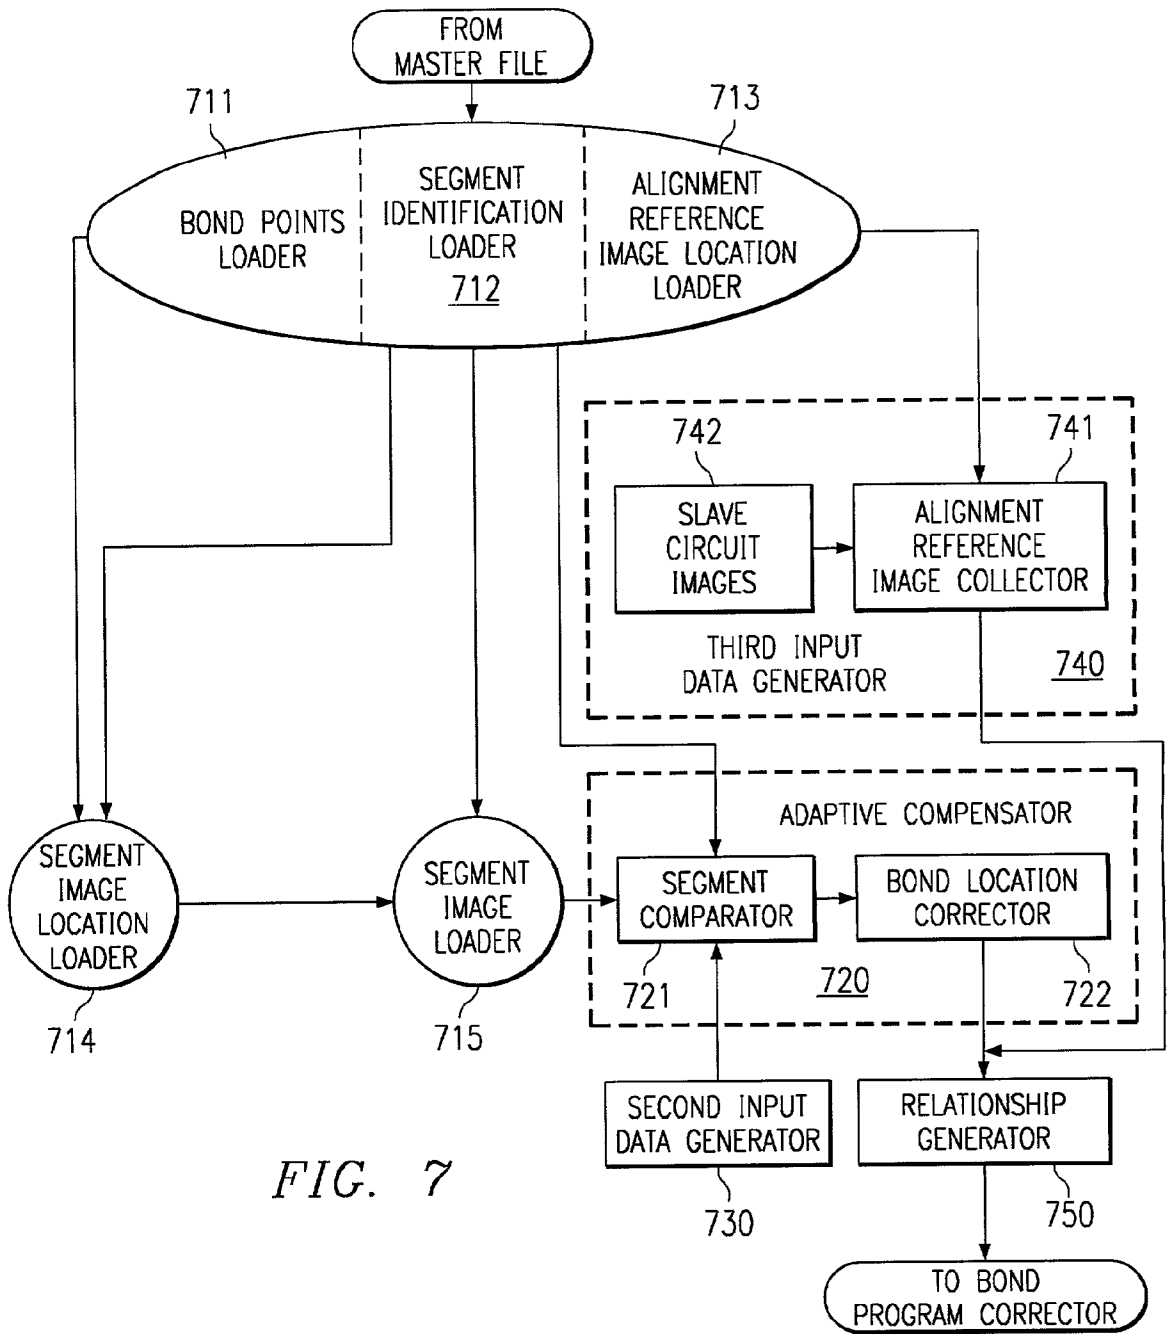 FROM
MASTER FILE
711
713
BOND POINTS
LOADER
SEGMENT
IDENTIFICATION
LOADER
712
ALIGNMENT
REFERENCE
IMAGE LOCATION
LOADER
742
741
SLAVE
CIRCUIT
IMAGES
ALIGNMENT
REFERENCE
IMAGE COLLECTOR
THIRD INPUT
DATA GENERATOR
740
ADAPTIVE COMPENSATOR
SEGMENT
IMAGE
LOCATION
LOADER
714
SEGMENT
IMAGE
LOADER
715
SEGMENT
COMPARATOR
721
BOND LOCATION
CORRECTOR
722
720
SECOND INPUT
DATA GENERATOR
730
RELATIONSHIP
GENERATOR
750
FIG. 7
TO BOND
PROGRAM CORRECTOR